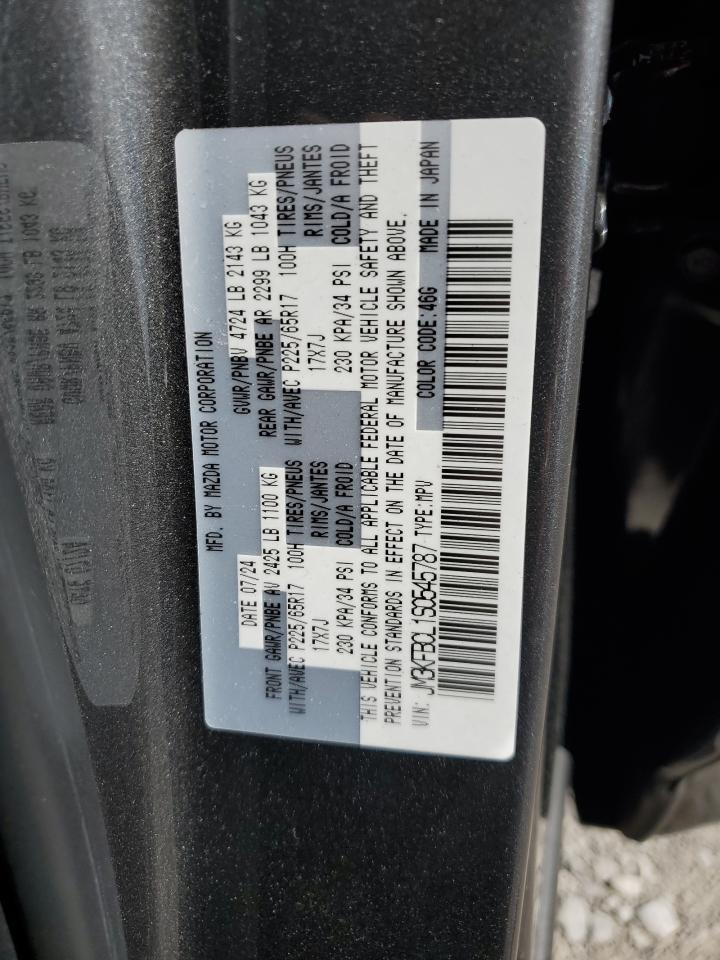 MFD. BY MAZDA MOTOR CORPORATION
DATE 07/24 GVWR/PNBV 4724 LB 2143 KG
FRONT GAWR/PNBE AV 2425 LB 1100 KG REAR GAWR/PNBE AR 2299 LB 1043 KG
WITH/AVEC P225/65R17 100H TIRES/PNEUS WITH/AVEC P225/65R17 100H TIRES/PNEUS
17X7J RIMS/JANTES 17X7J RIMS/JANTES
230 KPA/34 PSI COLD/A FROID 230 KPA/34 PSI COLD/A FROID
THIS VEHICLE CONFORMS TO ALL APPLICABLE FEDERAL MOTOR VEHICLE SAFETY AND THEFT
PREVENTION STANDARDS IN EFFECT ON THE DATE OF MANUFACTURE SHOWN ABOVE.
VIN: JM3KFBCL1S0545787 TYPE:MPV COLOR CODE:46G MADE IN JAPAN